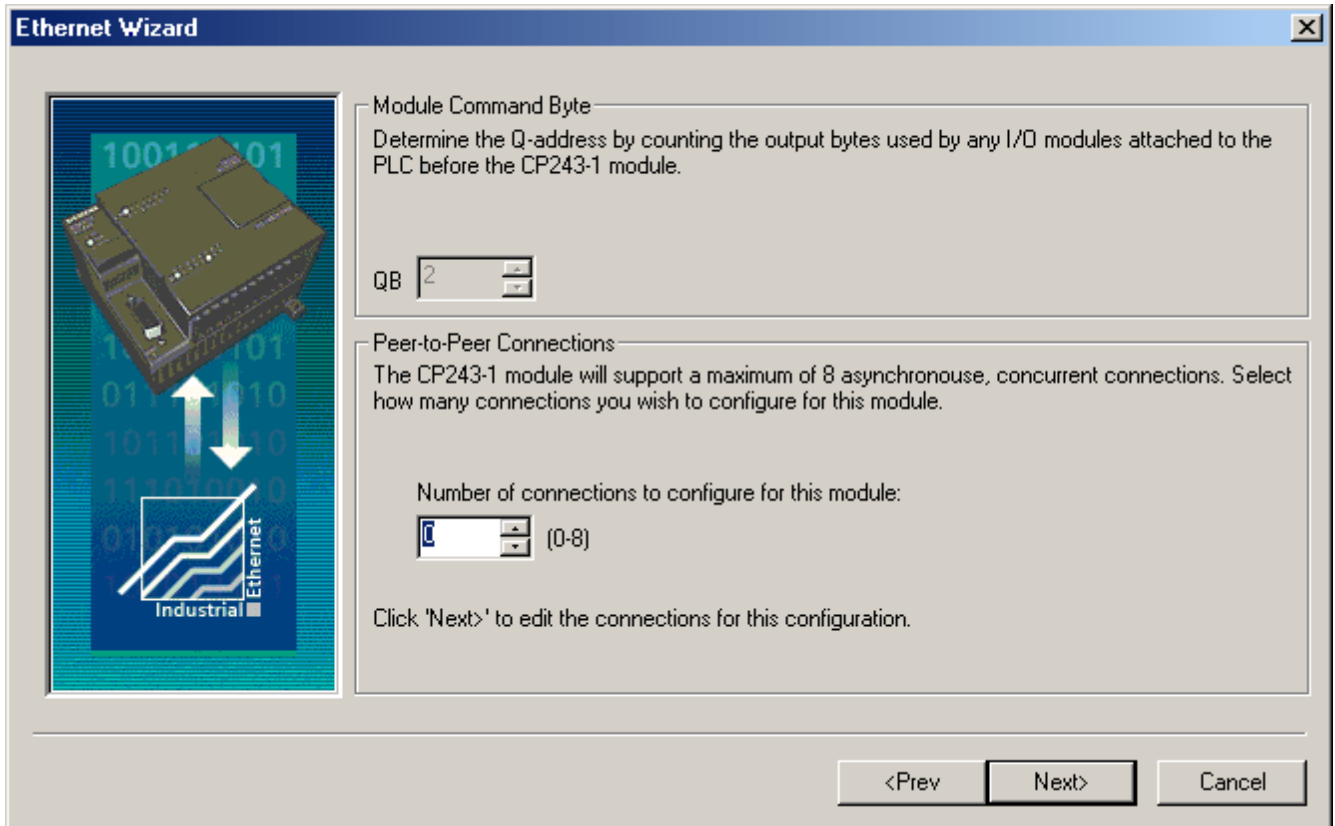 Ethernet Wizard
Module Command Byte
Determine the Q-address by counting the output bytes used by any I/O modules attached to the
PLC before the CP243-1 module.
QB 2
Peer-to-Peer Connections
The CP243-1 module will support a maximum of 8 asynchronouse, concurrent connections. Select
how many connections you wish to configure for this module.
Number of connections to configure for this module:
0 (0-8)
Click 'Next>' to edit the connections for this configuration.
Industrial
Ethernet
<Prev
Next>
Cancel